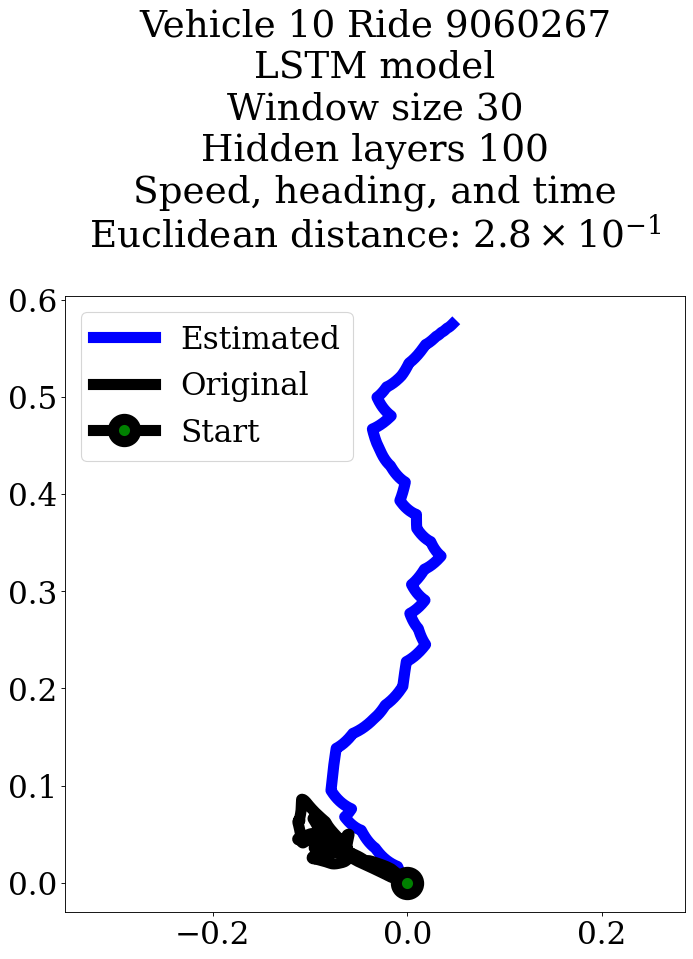 Vehicle 10 Ride 9060267
LSTM model
Window size 30
Hidden layers 100
Speed, heading, and time
Euclidean distance: 2.8 × 10⁻¹
0.6
Estimated
Original
Start
0.5
0.4
0.3
0.2
0.1
0.0
−0.2 0.0 0.2